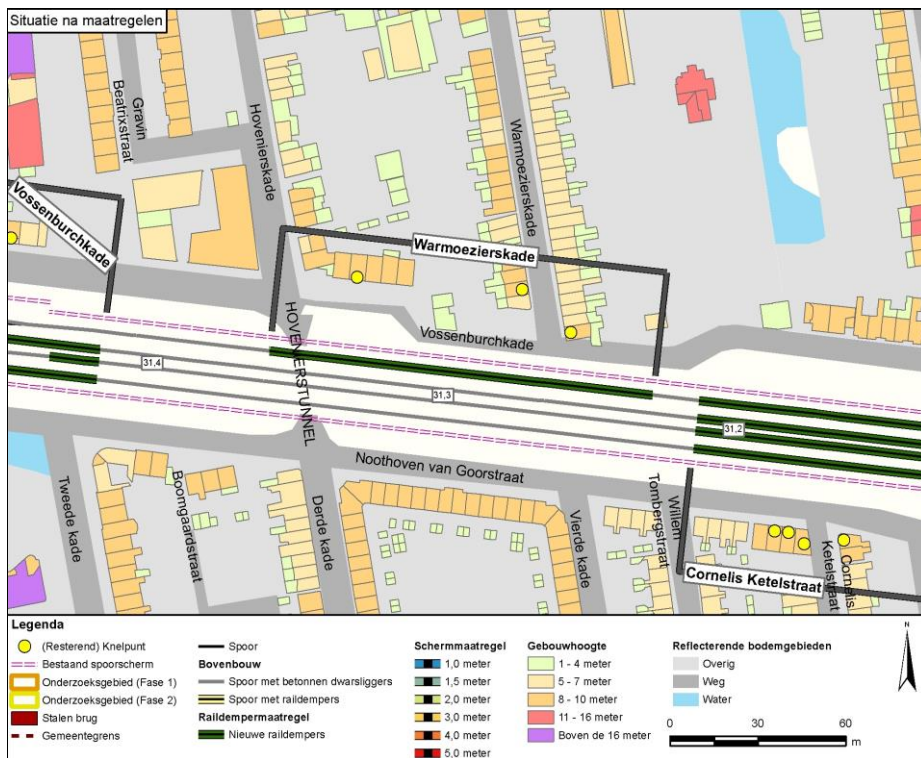 Situatie na maatregelen
Gravin
Beatrixstraat
Hovenierskade
Warmoezierskade
Vossenburchkade
Warmoezierskade
Vossenburchkade
HOVENIERSTUNNEL
31,4
31,3
31,2
Noothoven van Goorstraat
Tweede kade
Boomgaardstraat
Derde kade
Vierde kade
Willem
Tombergstraat
Cornelis Ketelstraat
Cornelis
Ketelstraat
Legenda
(Resterend) Knelpunt
Bestaand spoorscherm
Onderzoeksgebied (Fase 1)
Onderzoeksgebied (Fase 2)
Stalen brug
Gemeentegrens
Spoor
Bovenbouw
Spoor met betonnen dwarsliggers
Spoor met raildempers
Raildempermaatregel
Nieuwe raildempers
Schermmaatregel
1,0 meter
1,5 meter
2,0 meter
3,0 meter
4,0 meter
5,0 meter
Gebouwhoogte
1 - 4 meter
5 - 7 meter
8 - 10 meter
11 - 16 meter
Boven de 16 meter
Reflecterende bodemgebieden
Overig
Weg
Water
N
0 30 60
m